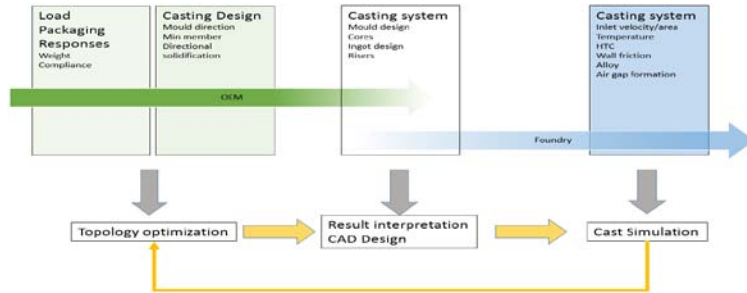 Load
Packaging
Responses
Weight
Compliance
Casting Design
Mould direction
Min member
Directional
solidification
Casting system
Mould design
Cores
Ingot design
Risers
Casting system
Inlet velocity/area
Temperature
HTC
Wall friction
Alloy
Air gap formation
OEM
Foundry
Topology optimization
Result interpretation
CAD Design
Cast Simulation